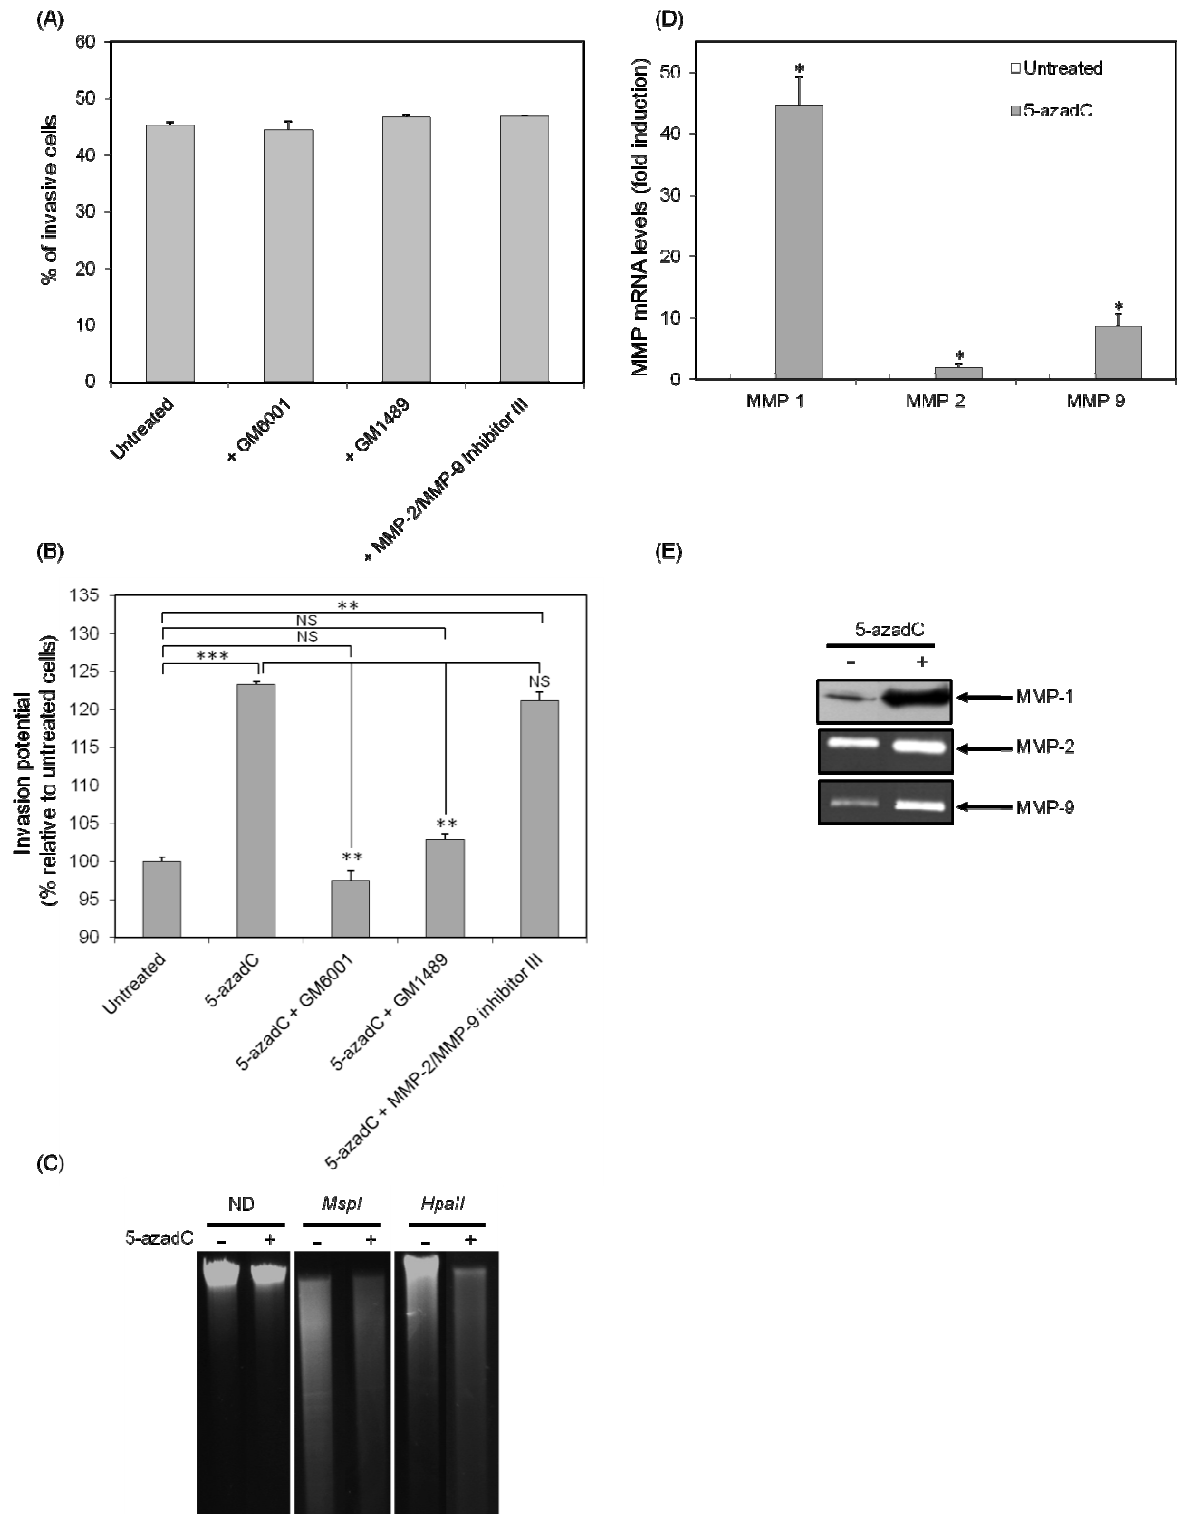 (A)
60
50
40
30
20
10
0
% of invasive cells
Untreated
+ GM6001
+ GM1489
+ MMP-2/MMP-9 Inhibitor III
(B)
135
130
125
120
115
110
105
100
95
90
Invasion potential
(% relative to untreated cells)
**
NS
NS
***
NS
**
**
Untreated
5-azadC
5-azadC + GM6001
5-azadC + GM1489
5-azadC + MMP-2/MMP-9 inhibitor III
(C)
ND
MspI
HpaII
5-azadC
- + - + - +
(D)
50
40
30
20
10
0
MMP mRNA levels (fold induction)
Untreated
5-azadC
*
*
*
MMP 1
MMP 2
MMP 9
(E)
5-azadC
- +
MMP-1
MMP-2
MMP-9